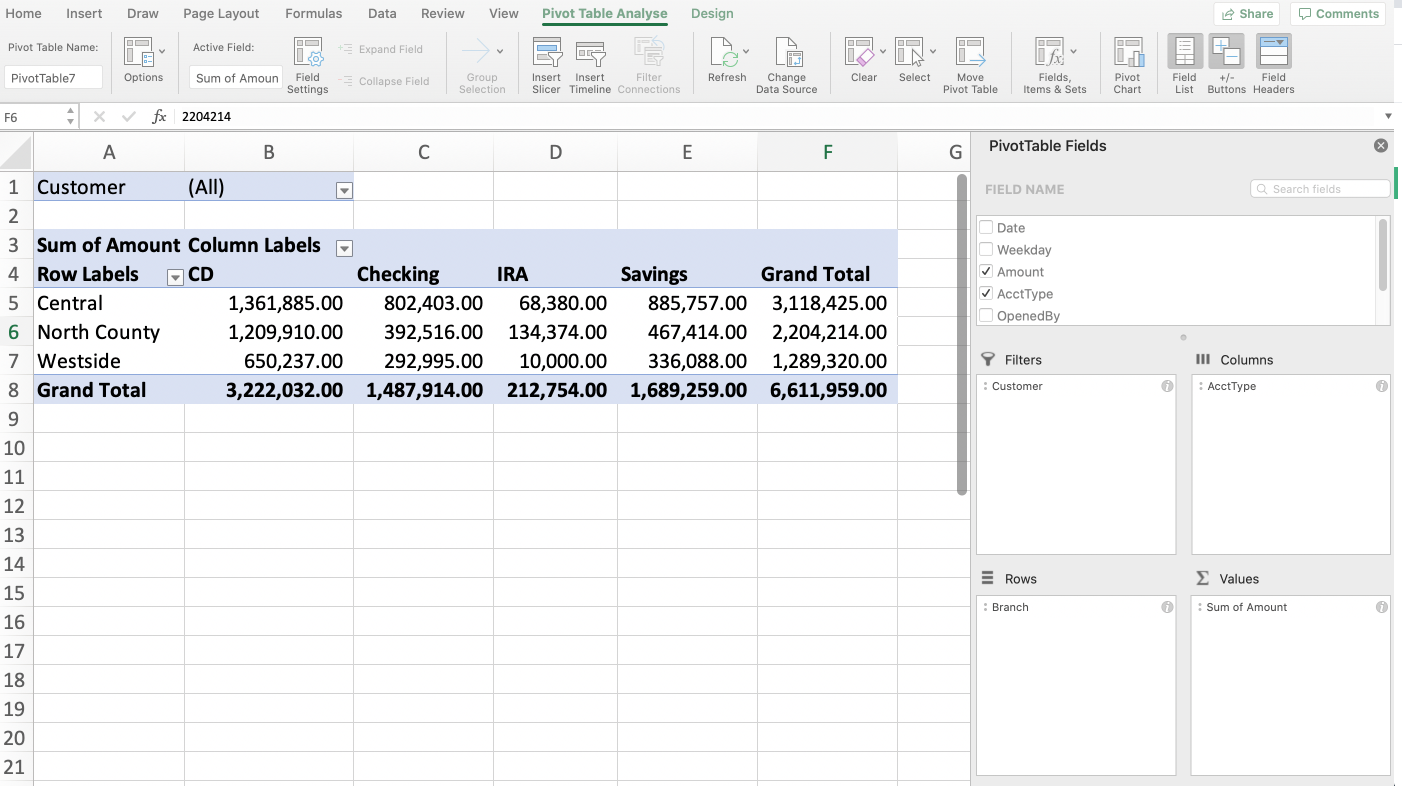 Home Insert Draw Page Layout Formulas Data Review View Pivot Table Analyse Design Share Comments
Pivot Table Name:
PivotTable7
Options
Active Field:
Sum of Amoun
Field
Settings
Expand Field
Collapse Field
Group
Selection
Insert
Slicer
Insert
Timeline
Filter
Connections
Refresh
Change
Data Source
Clear
Select
Move
Pivot Table
Fields,
Items & Sets
Pivot
Chart
Field
List
+/-
Buttons
Field
Headers
F6 fx 2204214
A B C D E F G
1 Customer (All)
2
3 Sum of Amount Column Labels
4 Row Labels CD Checking IRA Savings Grand Total
5 Central 1,361,885.00 802,403.00 68,380.00 885,757.00 3,118,425.00
6 North County 1,209,910.00 392,516.00 134,374.00 467,414.00 2,204,214.00
7 Westside 650,237.00 292,995.00 10,000.00 336,088.00 1,289,320.00
8 Grand Total 3,222,032.00 1,487,914.00 212,754.00 1,689,259.00 6,611,959.00
9
10
11
12
13
14
15
16
17
18
19
20
21
PivotTable Fields
FIELD NAME Search fields
Date
Weekday
Amount
AcctType
OpenedBy
Filters
Customer
Columns
AcctType
Rows
Branch
Values
Sum of Amount